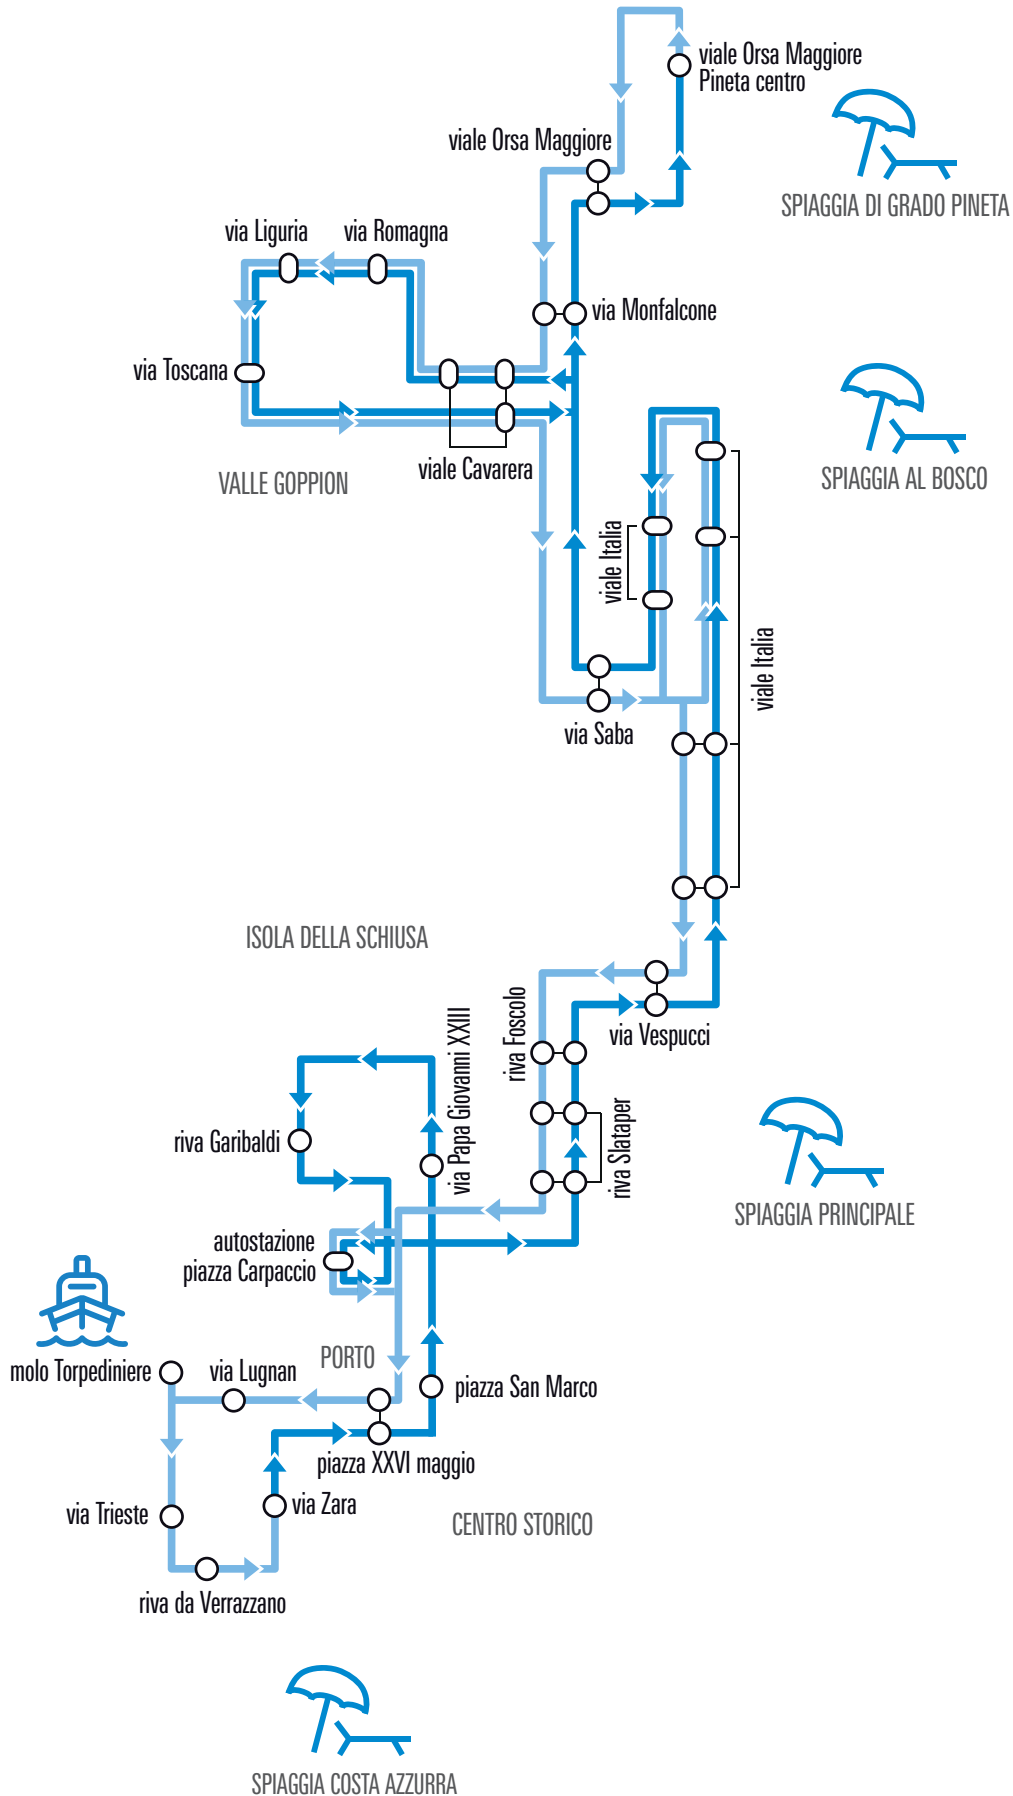 viale Orsa Maggiore
Pineta centro
viale Orsa Maggiore
SPIAGGIA DI GRADO PINETA
via Liguria
via Romagna
via Monfalcone
via Toscana
viale Cavarera
VALLE GOPPION
SPIAGGIA AL BOSCO
viale Italia
viale Italia
via Saba
ISOLA DELLA SCHIUSA
riva Foscolo
via Vespucci
via Papa Giovanni XXIII
riva Garibaldi
riva Slataper
SPIAGGIA PRINCIPALE
autostazione
piazza Carpaccio
PORTO
molo Torpediniere
via Lugnan
piazza San Marco
piazza XXVI maggio
via Trieste
via Zara
CENTRO STORICO
riva da Verrazzano
SPIAGGIA COSTA AZZURRA